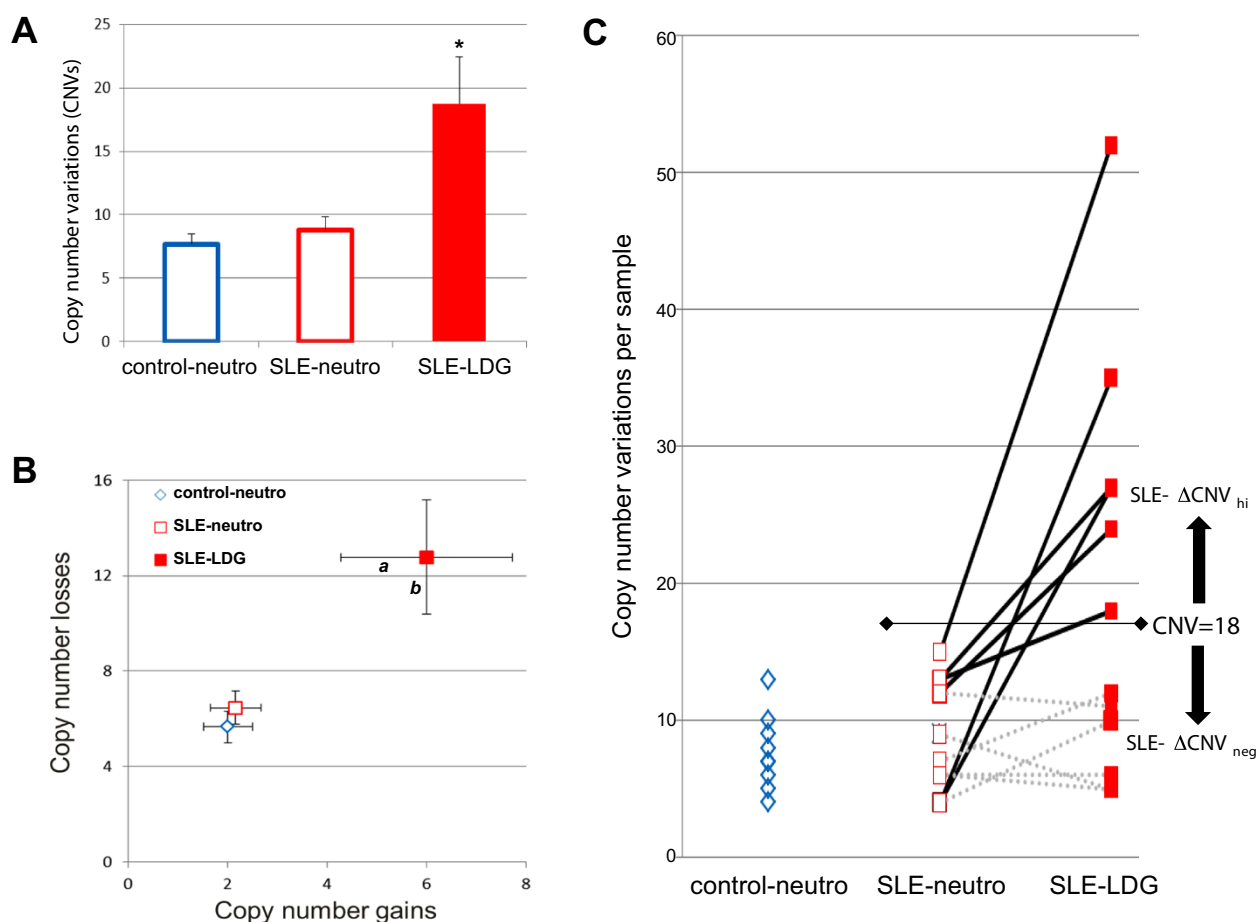 A
Copy number variations (CNVs)
25
20
15
10
5
0
*
control-neutro
SLE-neutro
SLE-LDG
B
Copy number losses
16
12
8
4
0
control-neutro
SLE-neutro
SLE-LDG
a
b
0
2
4
6
8
Copy number gains
C
Copy number variations per sample
60
50
40
30
20
10
0
SLE- ΔCNV hi
CNV=18
SLE- ΔCNV neg
control-neutro
SLE-neutro
SLE-LDG